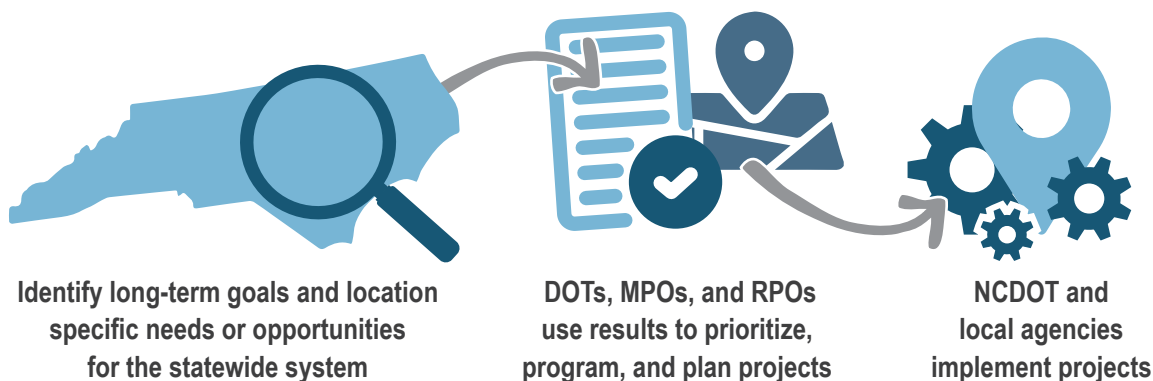 Identify long-term goals and location
specific needs or opportunities
for the statewide system
DOTs, MPOs, and RPOs
use results to prioritize,
program, and plan projects
NCDOT and
local agencies
implement projects